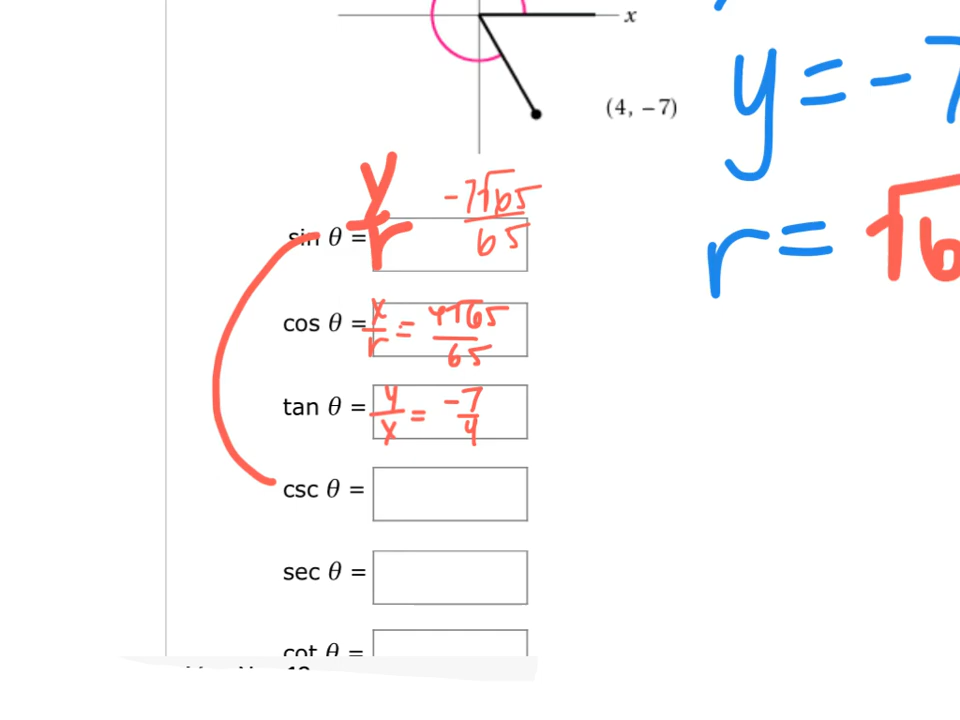 x
(4, −7)
y = -7
sin θ = y/r -7√65/65
r = √6
cos θ = x/r = 4√65/65
tan θ = y/x = -7/4
csc θ =
sec θ =
cot θ =